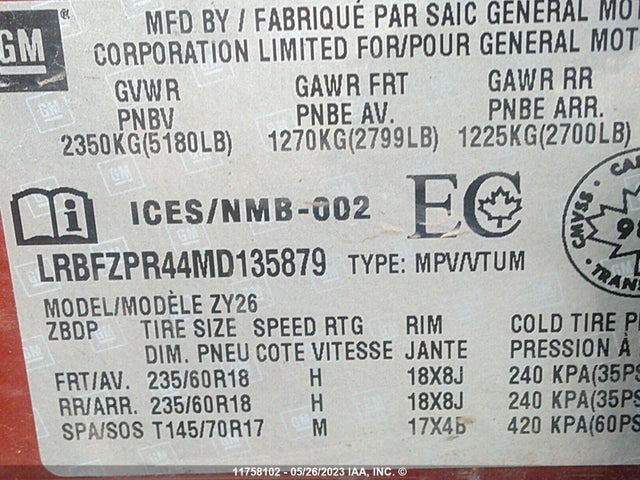 GM ®
MFD BY / FABRIQUÉ PAR SAIC GENERAL
CORPORATION LIMITED FOR/POUR GENERAL
GVWR GAWR FRT GAWR RR
PNBV PNBE AV. PNBE ARR.
2350KG(5180LB) 1270KG(2799LB) 1225KG(2700LB)
ICES/NMB-002 EC
LRBFZPR44MD135879 TYPE: MPV/VTUM
CMVSS
MODEL/MODÈLE ZY26
ZBDP TIRE SIZE SPEED RTG RIM COLD TIRE
DIM. PNEU COTE VITESSE JANTE PRESSION À
FRT/AV. 235/60R18 H 18X8J 240 KPA(35PS
RR/ARR. 235/60R18 H 18X8J 240 KPA(35PS
SPA/SOS T145/70R17 M 17X4 420 KPA(60PS
11758102 - 05/26/2023 IAA, INC. ©